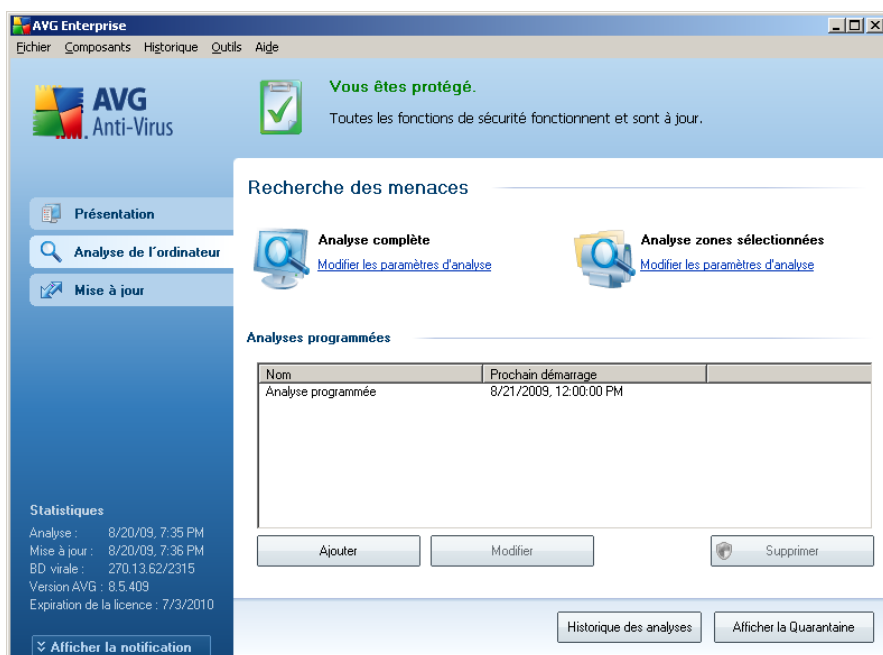 AVG Enterprise
Fichier Composants Historique Outils Aide
AVG
Anti-Virus
Vous êtes protégé.
Toutes les fonctions de sécurité fonctionnent et sont à jour.
Présentation
Analyse de l'ordinateur
Mise à jour
Recherche des menaces
Analyse complète
Modifier les paramètres d'analyse
Analyse zones sélectionnées
Modifier les paramètres d'analyse
Analyses programmées
Nom Prochain démarrage
Analyse programmée 8/21/2009, 12:00:00 PM
Ajouter Modifier Supprimer
Statistiques
Analyse : 8/20/09, 7:35 PM
Mise à jour : 8/20/09, 7:36 PM
BD virale : 270.13.62/2315
Version AVG : 8.5.409
Expiration de la licence : 7/3/2010
Afficher la notification
Historique des analyses Afficher la Quarantaine